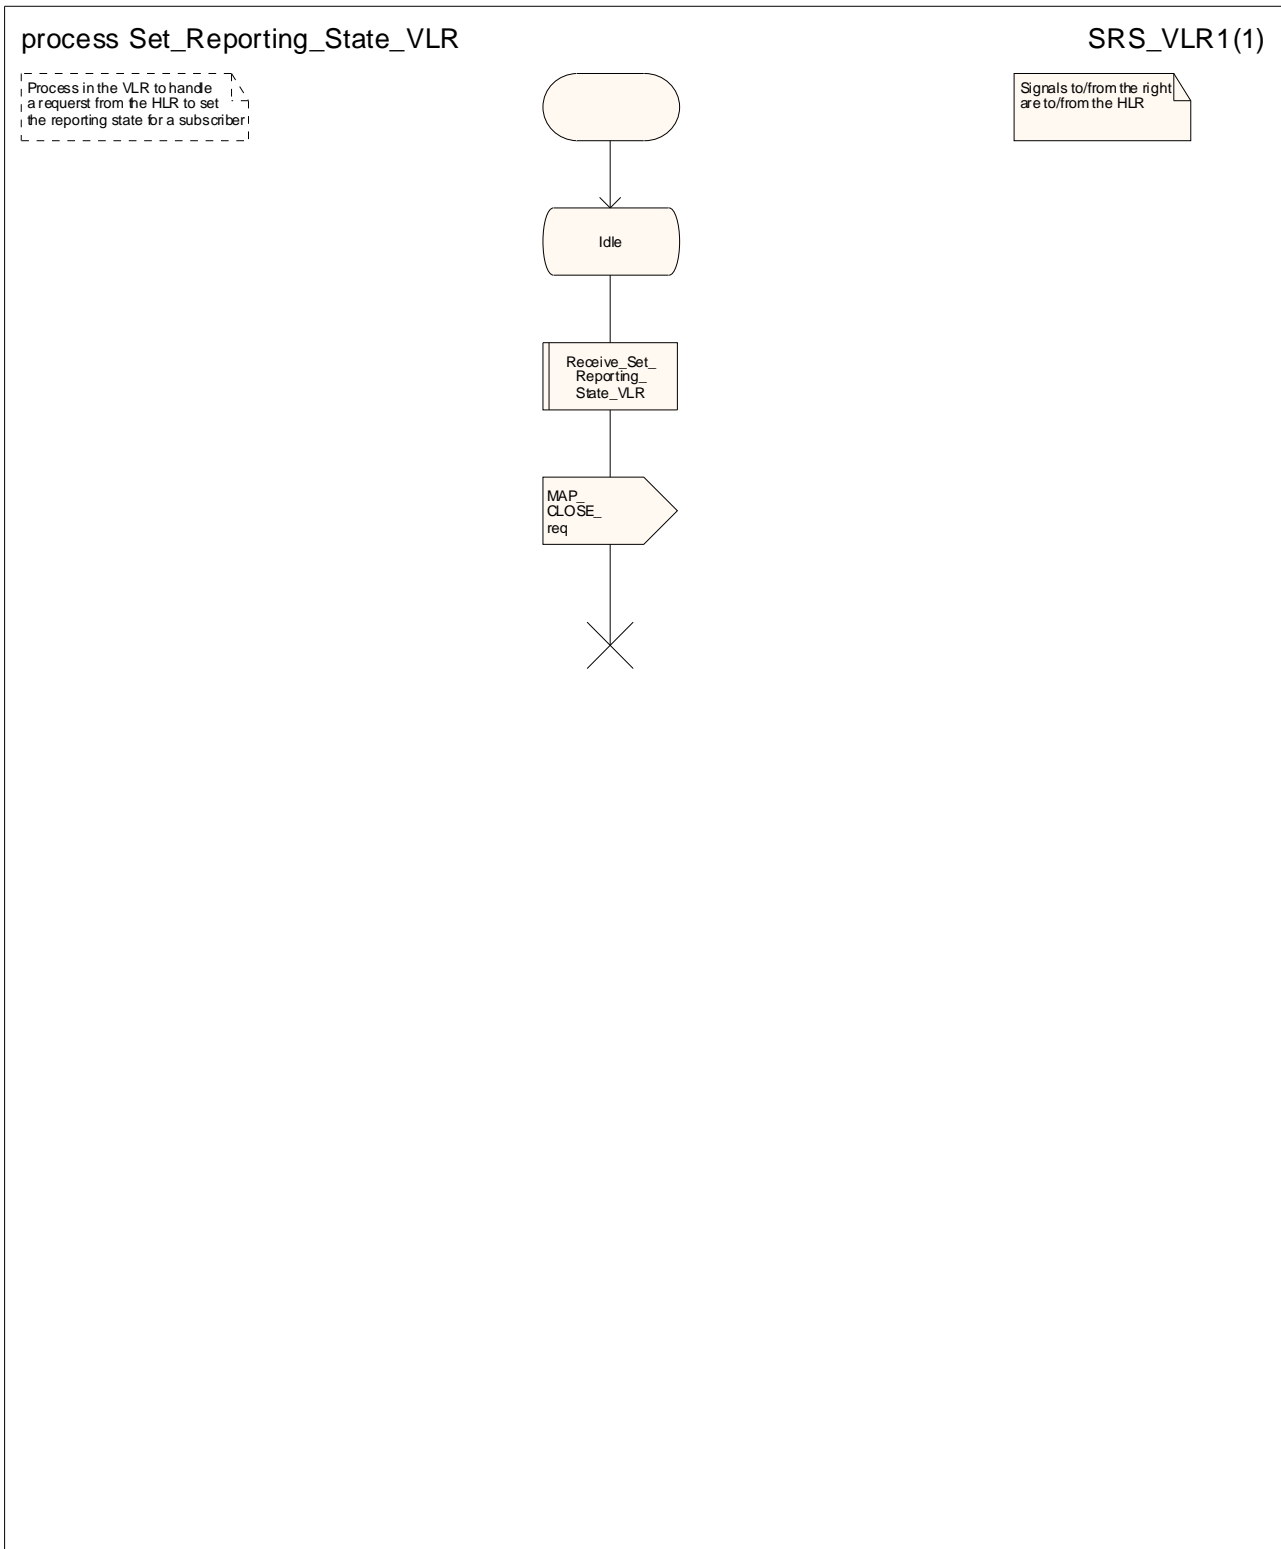 process Set_Reporting_State_VLR
SRS_VLR1(1)
Process in the VLR to handle
a requerst from the HLR to set
the reporting state for a subscriber
Signals to/from the right
are to/from the HLR
Idle
Receive_Set_
Reporting_
State_VLR
MAP_
CLOSE_
req